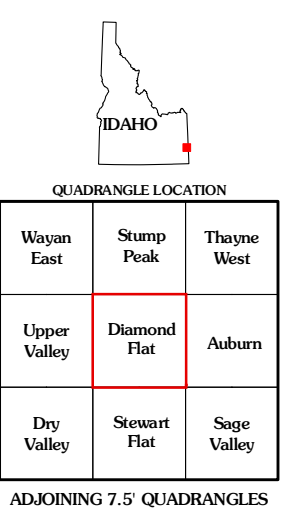 IDAHO
QUADRANGLE LOCATION
Wayan
East
Stump
Peak
Thayne
West
Upper
Valley
Diamond
Flat
Auburn
Dry
Valley
Stewart
Flat
Sage
Valley
ADJOINING 7.5' QUADRANGLES